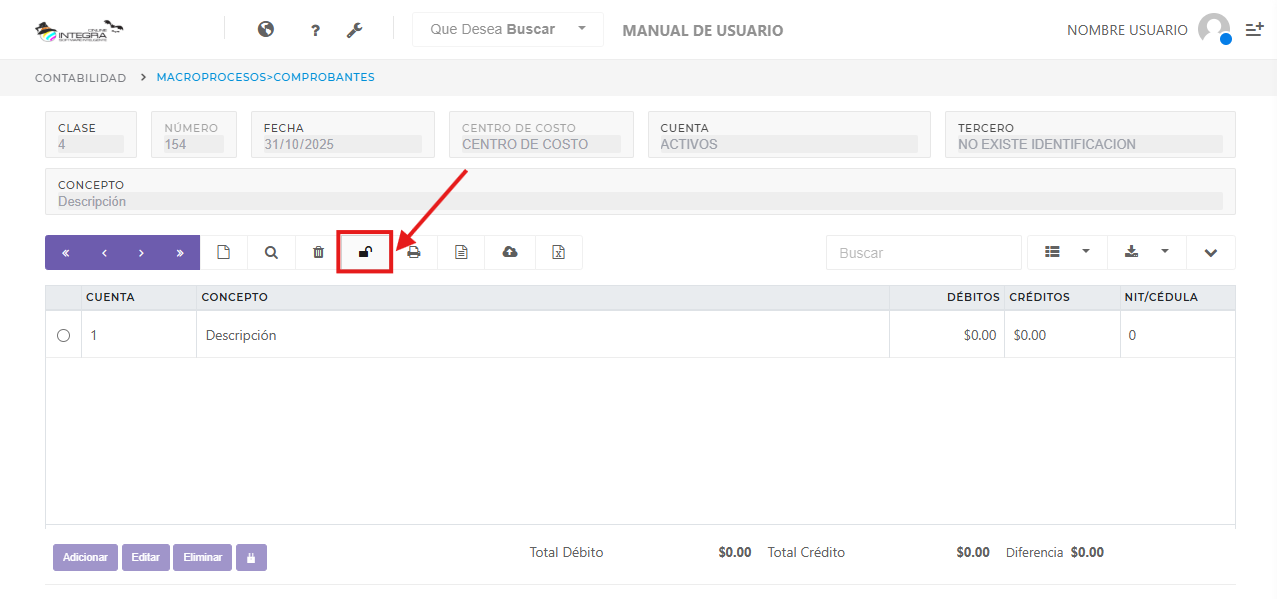 INTEGRA
ONLINE
?
Que Desea Buscar
MANUAL DE USUARIO
NOMBRE USUARIO
CONTABILIDAD > MACROPROCESOS>COMPROBANTES
CLASE
4
NÚMERO
154
FECHA
31/10/2025
CENTRO DE COSTO
CENTRO DE COSTO
CUENTA
ACTIVOS
TERCERO
NO EXISTE IDENTIFICACION
CONCEPTO
Descripción
« ‹ › »
Buscar
CUENTA CONCEPTO DÉBITOS CRÉDITOS NIT/CÉDULA
1 Descripción $0.00 $0.00 0
Adicionar Editar Eliminar
Total Débito $0.00 Total Crédito $0.00 Diferencia $0.00